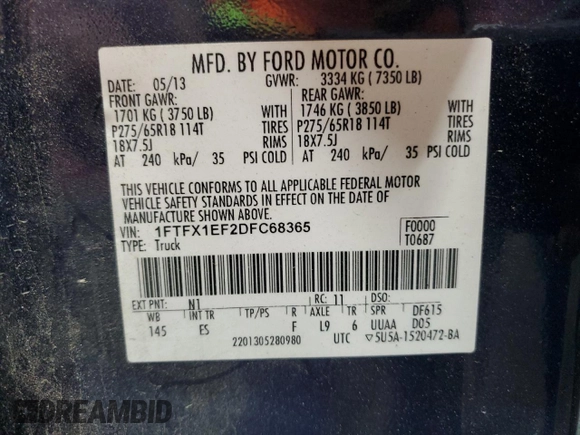 MFD. BY FORD MOTOR CO.
DATE: 05/13 GVWR: 3334 KG ( 7350 LB)
FRONT GAWR: REAR GAWR:
1701 KG ( 3750 LB) WITH 1746 KG ( 3850 LB) WITH
P275/65R18 114T TIRES P275/65R18 114T TIRES
18X7.5J RIMS 18X7.5J RIMS
AT 240 kPa/ 35 PSI COLD AT 240 kPa/ 35 PSI COLD
THIS VEHICLE CONFORMS TO ALL APPLICABLE FEDERAL MOTOR
VEHICLE SAFETY STANDARDS IN EFFECT ON THE DATE OF
MANUFACTURE SHOWN ABOVE.
VIN: 1FTFX1EF2DFC68365 F0000
TYPE: Truck T0687
EXT PNT: N1 RC: 11 DSO:
WB INT TR TP/PS R AXLE TR SPR DF615
145 ES F L9 6 UUAA D05
2201305280980 UTC ▽5U5A-1520472-BA
DREAMBID